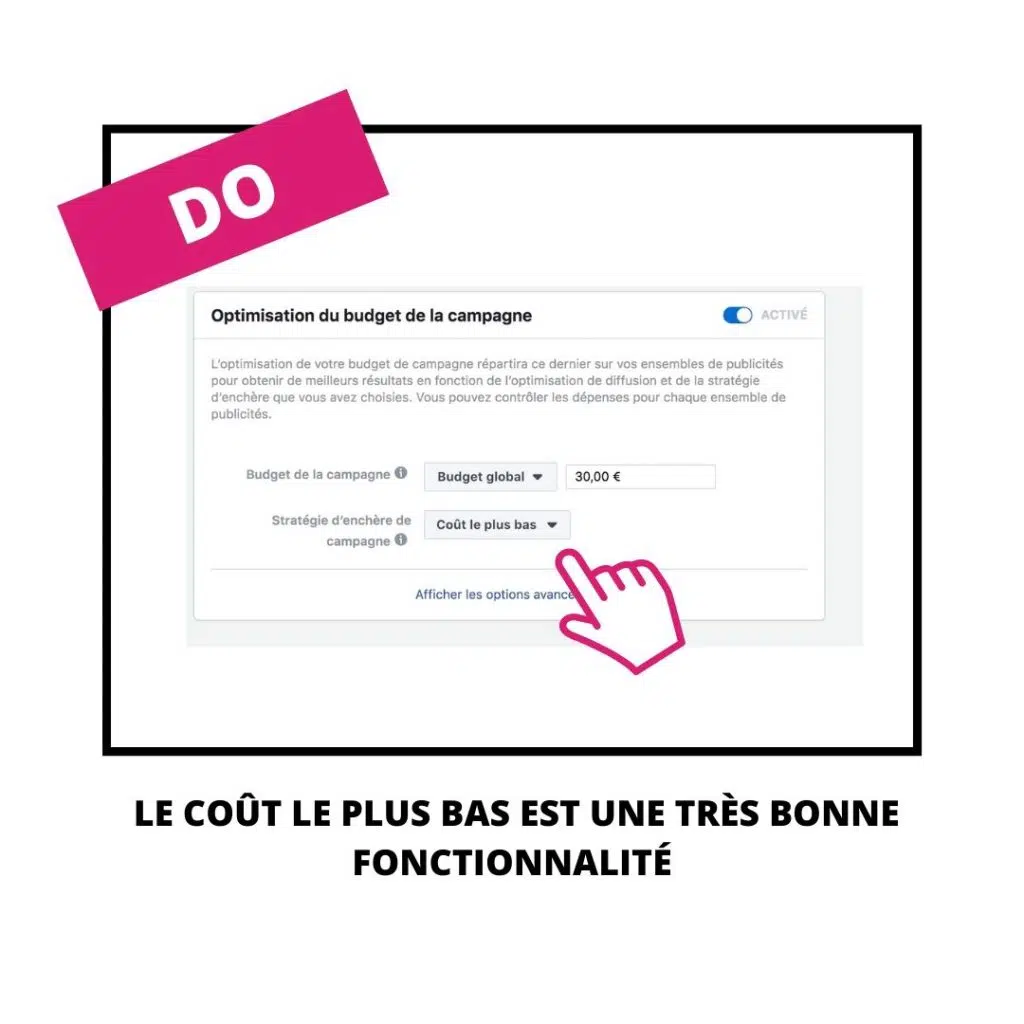 DO
Optimisation du budget de la campagne
ACTIVÉ
L'optimisation de votre budget de campagne répartira ce dernier sur vos ensembles de publicités
pour obtenir de meilleurs résultats en fonction de l'optimisation de diffusion et de la stratégie
d'enchère que vous avez choisies. Vous pouvez contrôler les dépenses pour chaque ensemble de
publicités.
Budget de la campagne
Budget global
30,00 €
Stratégie d'enchère de
campagne
Coût le plus bas
Afficher les options avancé
LE COÛT LE PLUS BAS EST UNE TRÈS BONNE
FONCTIONNALITÉ